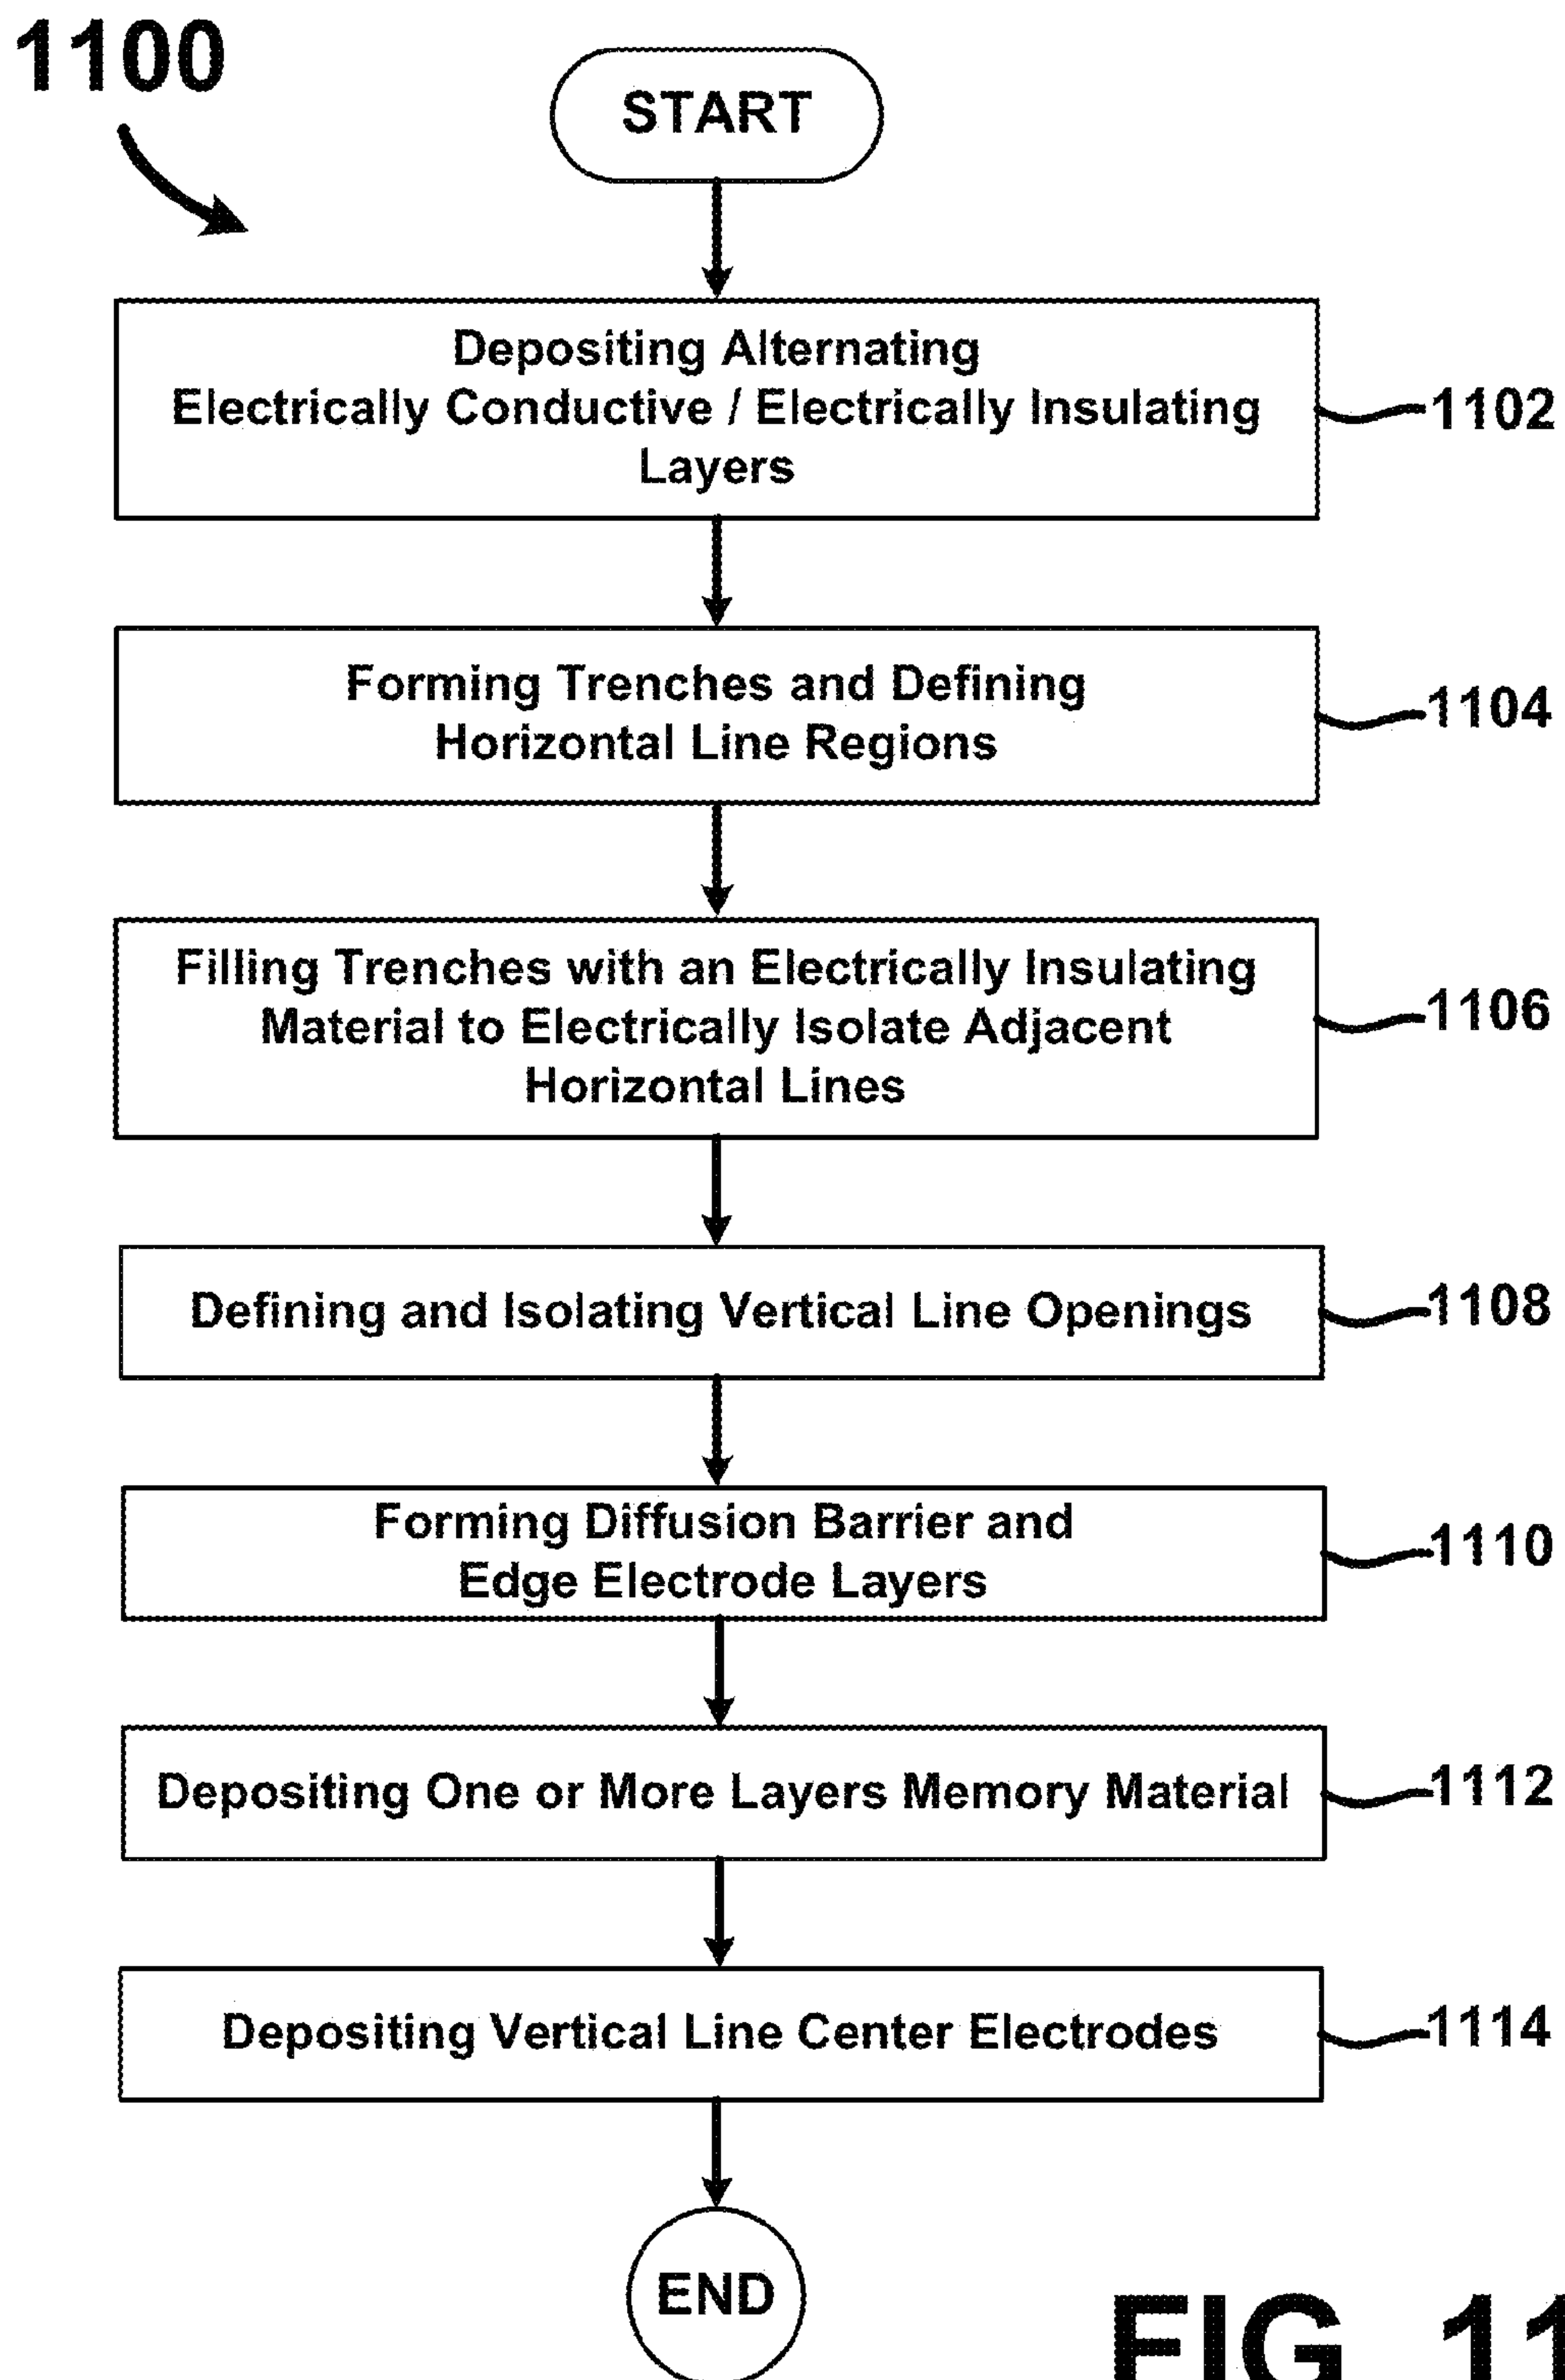 1100
START
Depositing Alternating
Electrically Conductive / Electrically Insulating
Layers
1102
Forming Trenches and Defining
Horizontal Line Regions
1104
Filling Trenches with an Electrically Insulating
Material to Electrically Isolate Adjacent
Horizontal Lines
1106
Defining and Isolating Vertical Line Openings
1108
Forming Diffusion Barrier and
Edge Electrode Layers
1110
Depositing One or More Layers Memory Material
1112
Depositing Vertical Line Center Electrodes
1114
END
FIG. 11